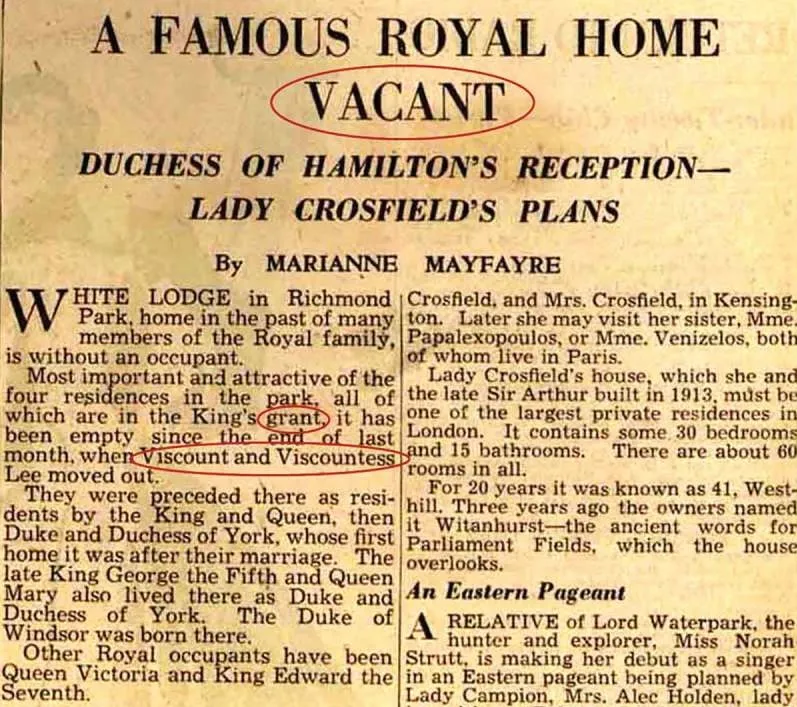 A FAMOUS ROYAL HOME
VACANT
DUCHESS OF HAMILTON'S RECEPTION—
LADY CROSFIELD'S PLANS
By MARIANNE MAYFAYRE
WHITE LODGE in Richmond
Park, home in the past of many
members of the Royal family,
is without an occupant.
Most important and attractive of the
four residences in the park, all of
which are in the King's grant, it has
been empty since the end of last
month, when Viscount and Viscountess
Lee moved out.
They were preceded there as resi-
dents by the King and Queen, then
Duke and Duchess of York, whose first
home it was after their marriage. The
late King George the Fifth and Queen
Mary also lived there as Duke and
Duchess of York. The Duke of
Windsor was born there.
Other Royal occupants have been
Queen Victoria and King Edward the
Seventh.
Crosfield, and Mrs. Crosfield, in Kensing-
ton. Later she may visit her sister, Mme.
Papalexopoulos, or Mme. Venizelos, both
of whom live in Paris.
Lady Crosfield's house, which she and
the late Sir Arthur built in 1913, must be
one of the largest private residences in
London. It contains some 30 bedrooms
and 15 bathrooms. There are about 60
rooms in all.
For 20 years it was known as 41, West-
hill. Three years ago the owners named
it Witanhurst—the ancient words for
Parliament Fields, which the house
overlooks.
An Eastern Pageant
A RELATIVE of Lord Waterpark, the
hunter and explorer, Miss Norah
Strutt, is making her debut as a singer
in an Eastern pageant being planned by
Lady Campion, Mrs. Alec Holden, lady